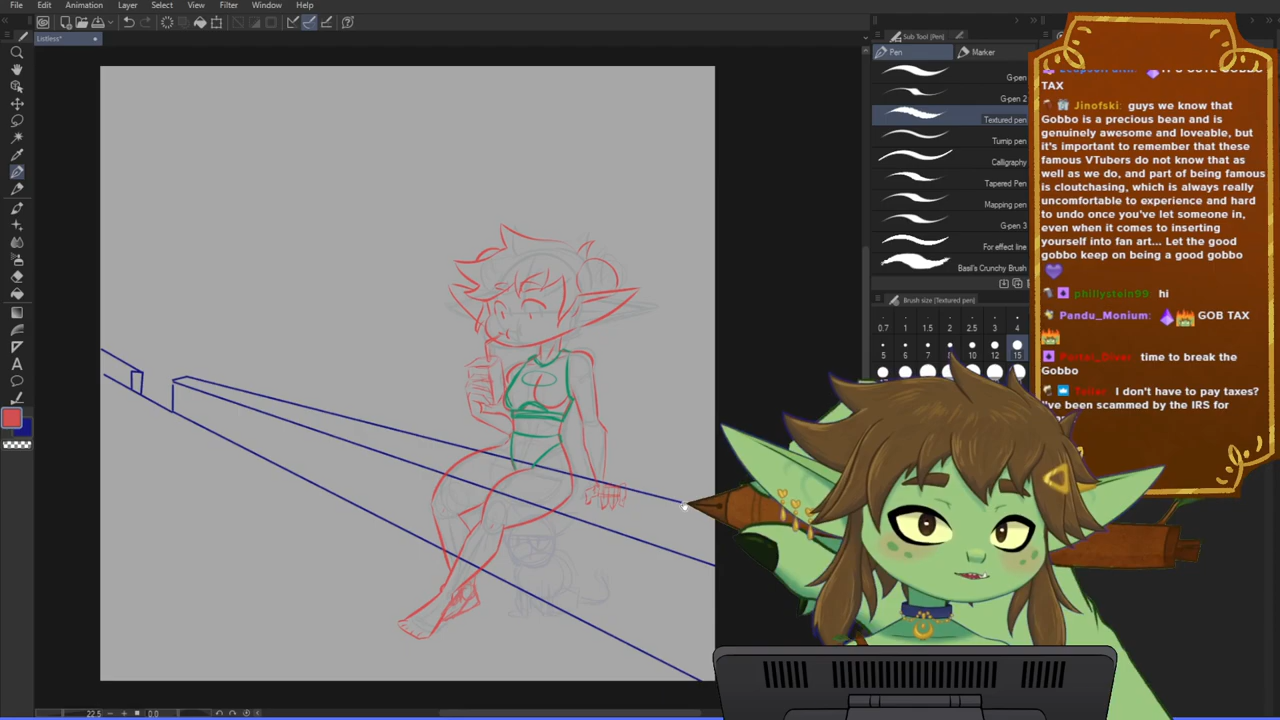 File Edit Animation Layer Select View Filter Window Help
Listless*
Sub Tool [Pen]
Pen Marker
G-pen
G-pen 2
Textured pen
Turnip pen
Calligraphy
Tapered Pen
Mapping pen
G-pen 3
For effect line
Basil's Crunchy Brush
Brush size [Textured pen]
0.7 1 1.5 2 2.5 3 4
5 6 7 8 10 12 15
TAX
Jinofski: guys we know that
Gobbo is a precious bean and is
genuinely awesome and loveable, but
it's important to remember that these
famous VTubers do not know that as
well as we do, and part of being famous
is cloutchasing, which is always really
uncomfortable to experience and hard
to undo once you've let someone in,
even when it comes to inserting
yourself into fan art... Let the good
gobbo keep on being a good gobbo
phillystein99 hi
Pandu_Monium: GOB TAX
Portal_Diver time to break the
Gobbo
I don't have to pay taxes?
I've been scammed by the IRS for
22.5 0.0